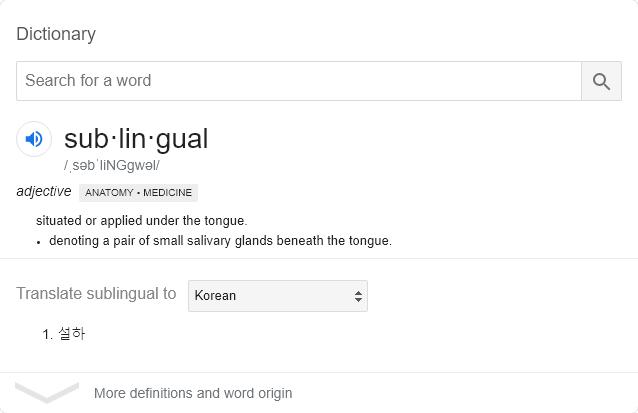 Dictionary
Search for a word
sub·lin·gual
/ˌsəbˈliNGgwəl/
adjective ANATOMY • MEDICINE
situated or applied under the tongue.
• denoting a pair of small salivary glands beneath the tongue.
Translate sublingual to Korean
1. 설하
More definitions and word origin